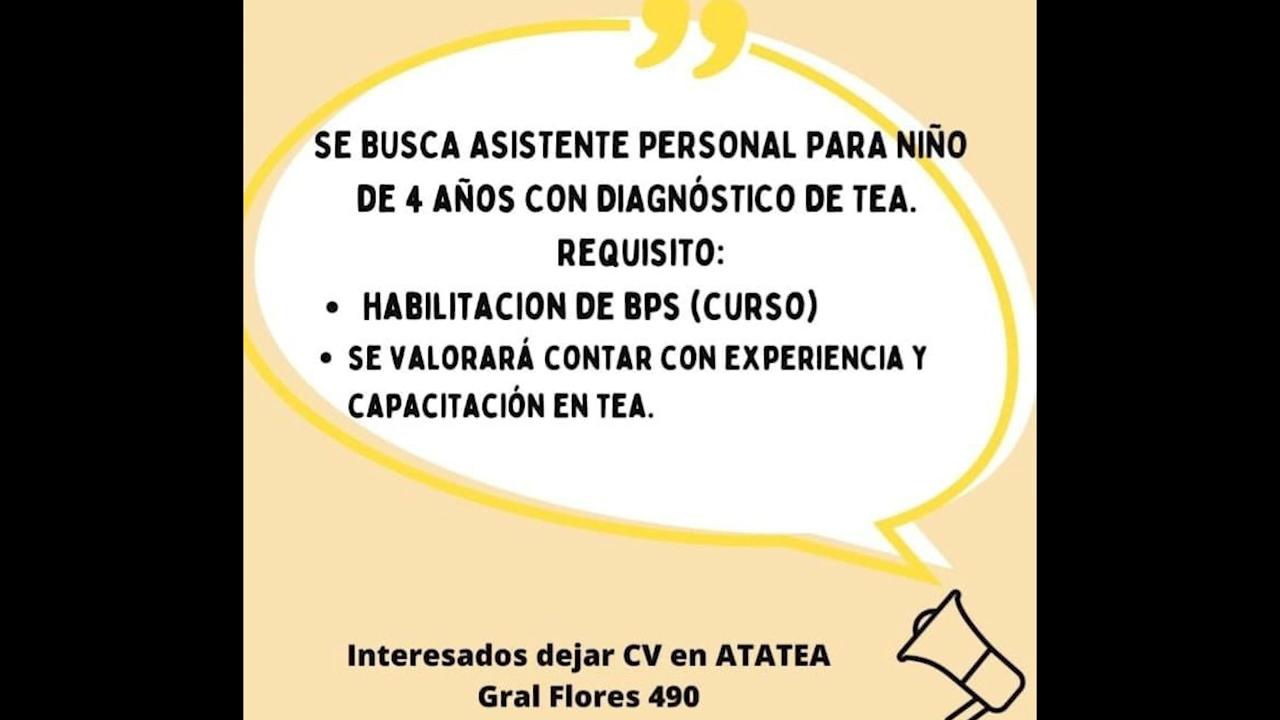 SE BUSCA ASISTENTE PERSONAL PARA NIÑO
DE 4 AÑOS CON DIAGNÓSTICO DE TEA.
REQUISITO:
• HABILITACION DE BPS (CURSO)
• SE VALORARÁ CONTAR CON EXPERIENCIA Y
CAPACITACIÓN EN TEA.
Interesados dejar CV en ATATEA
Gral Flores 490